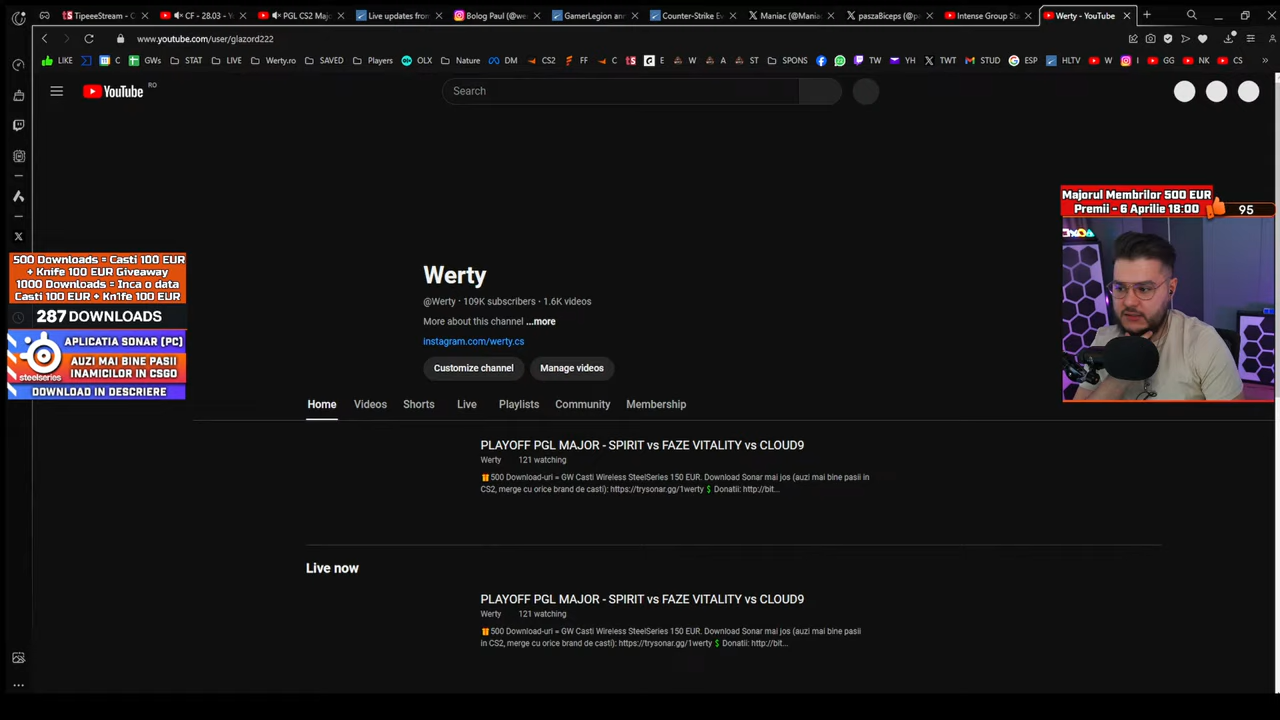 TipeeStream -
CF - 28.03 -
PGL CS2 Majo
Live updates from
Bolog Paul (@we
GamerLegion ann
Counter-Strike Ev
Maniac (@Mania
paszaBiceps (@p
Intense Group St
Werty - YouTube
www.youtube.com/user/glazord222
LIKE
C
GWs
STAT
LIVE
Werty.ro
SAVED
Players
OLX
Nature
DM
CS2
FF
C
G
E
W
A
ST
SPONS
F
W
TW
YH
TWT
STUD
ESP
HLTV
W
I
GG
NK
CS
YouTube RO
Search
Majorul Membrilor 500 EUR
Premii - 6 Aprilie 18:00
95
500 Downloads = Casti 100 EUR
+ Knife 100 EUR Giveaway
1000 Downloads = Inca o data
Casti 100 EUR + Kn1fe 100 EUR
287 DOWNLOADS
APLICATIA SONAR (PC)
AUZI MAI BINE PASII
INAMICILOR IN CSGO
steelseries
DOWNLOAD IN DESCRIERE
Werty
@Werty · 109K subscribers · 1.6K videos
More about this channel ...more
instagram.com/werty.cs
Customize channel
Manage videos
Home
Videos
Shorts
Live
Playlists
Community
Membership
PLAYOFF PGL MAJOR - SPIRIT vs FAZE VITALITY vs CLOUD9
Werty 121 watching
500 Download-uri = GW Casti Wireless SteelSeries 150 EUR. Download Sonar mai jos (auzi mai bine pasii in
CS2, merge cu orice brand de casti): https://trysonar.gg/1werty Donatii: http://bit...
Live now
PLAYOFF PGL MAJOR - SPIRIT vs FAZE VITALITY vs CLOUD9
Werty 121 watching
500 Download-uri = GW Casti Wireless SteelSeries 150 EUR. Download Sonar mai jos (auzi mai bine pasii
in CS2, merge cu orice brand de casti): https://trysonar.gg/1werty Donatii: http://bit...